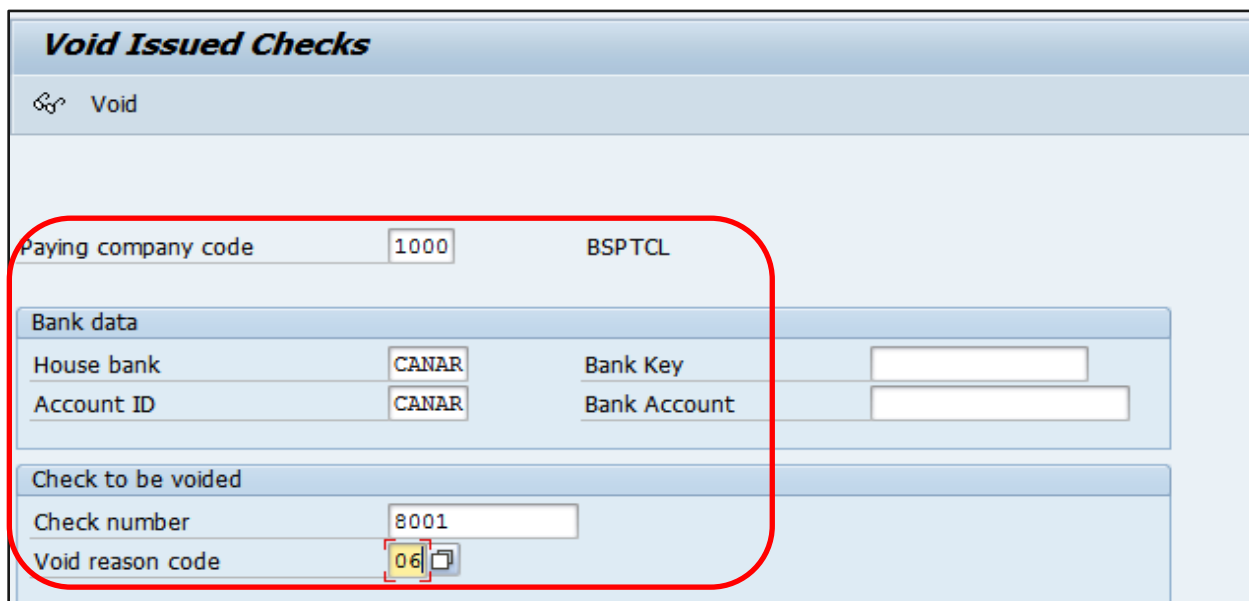 Void Issued Checks
Void
Paying company code 1000 BSPTCL
Bank data
House bank CANAR Bank Key
Account ID CANAR Bank Account
Check to be voided
Check number 8001
Void reason code 06